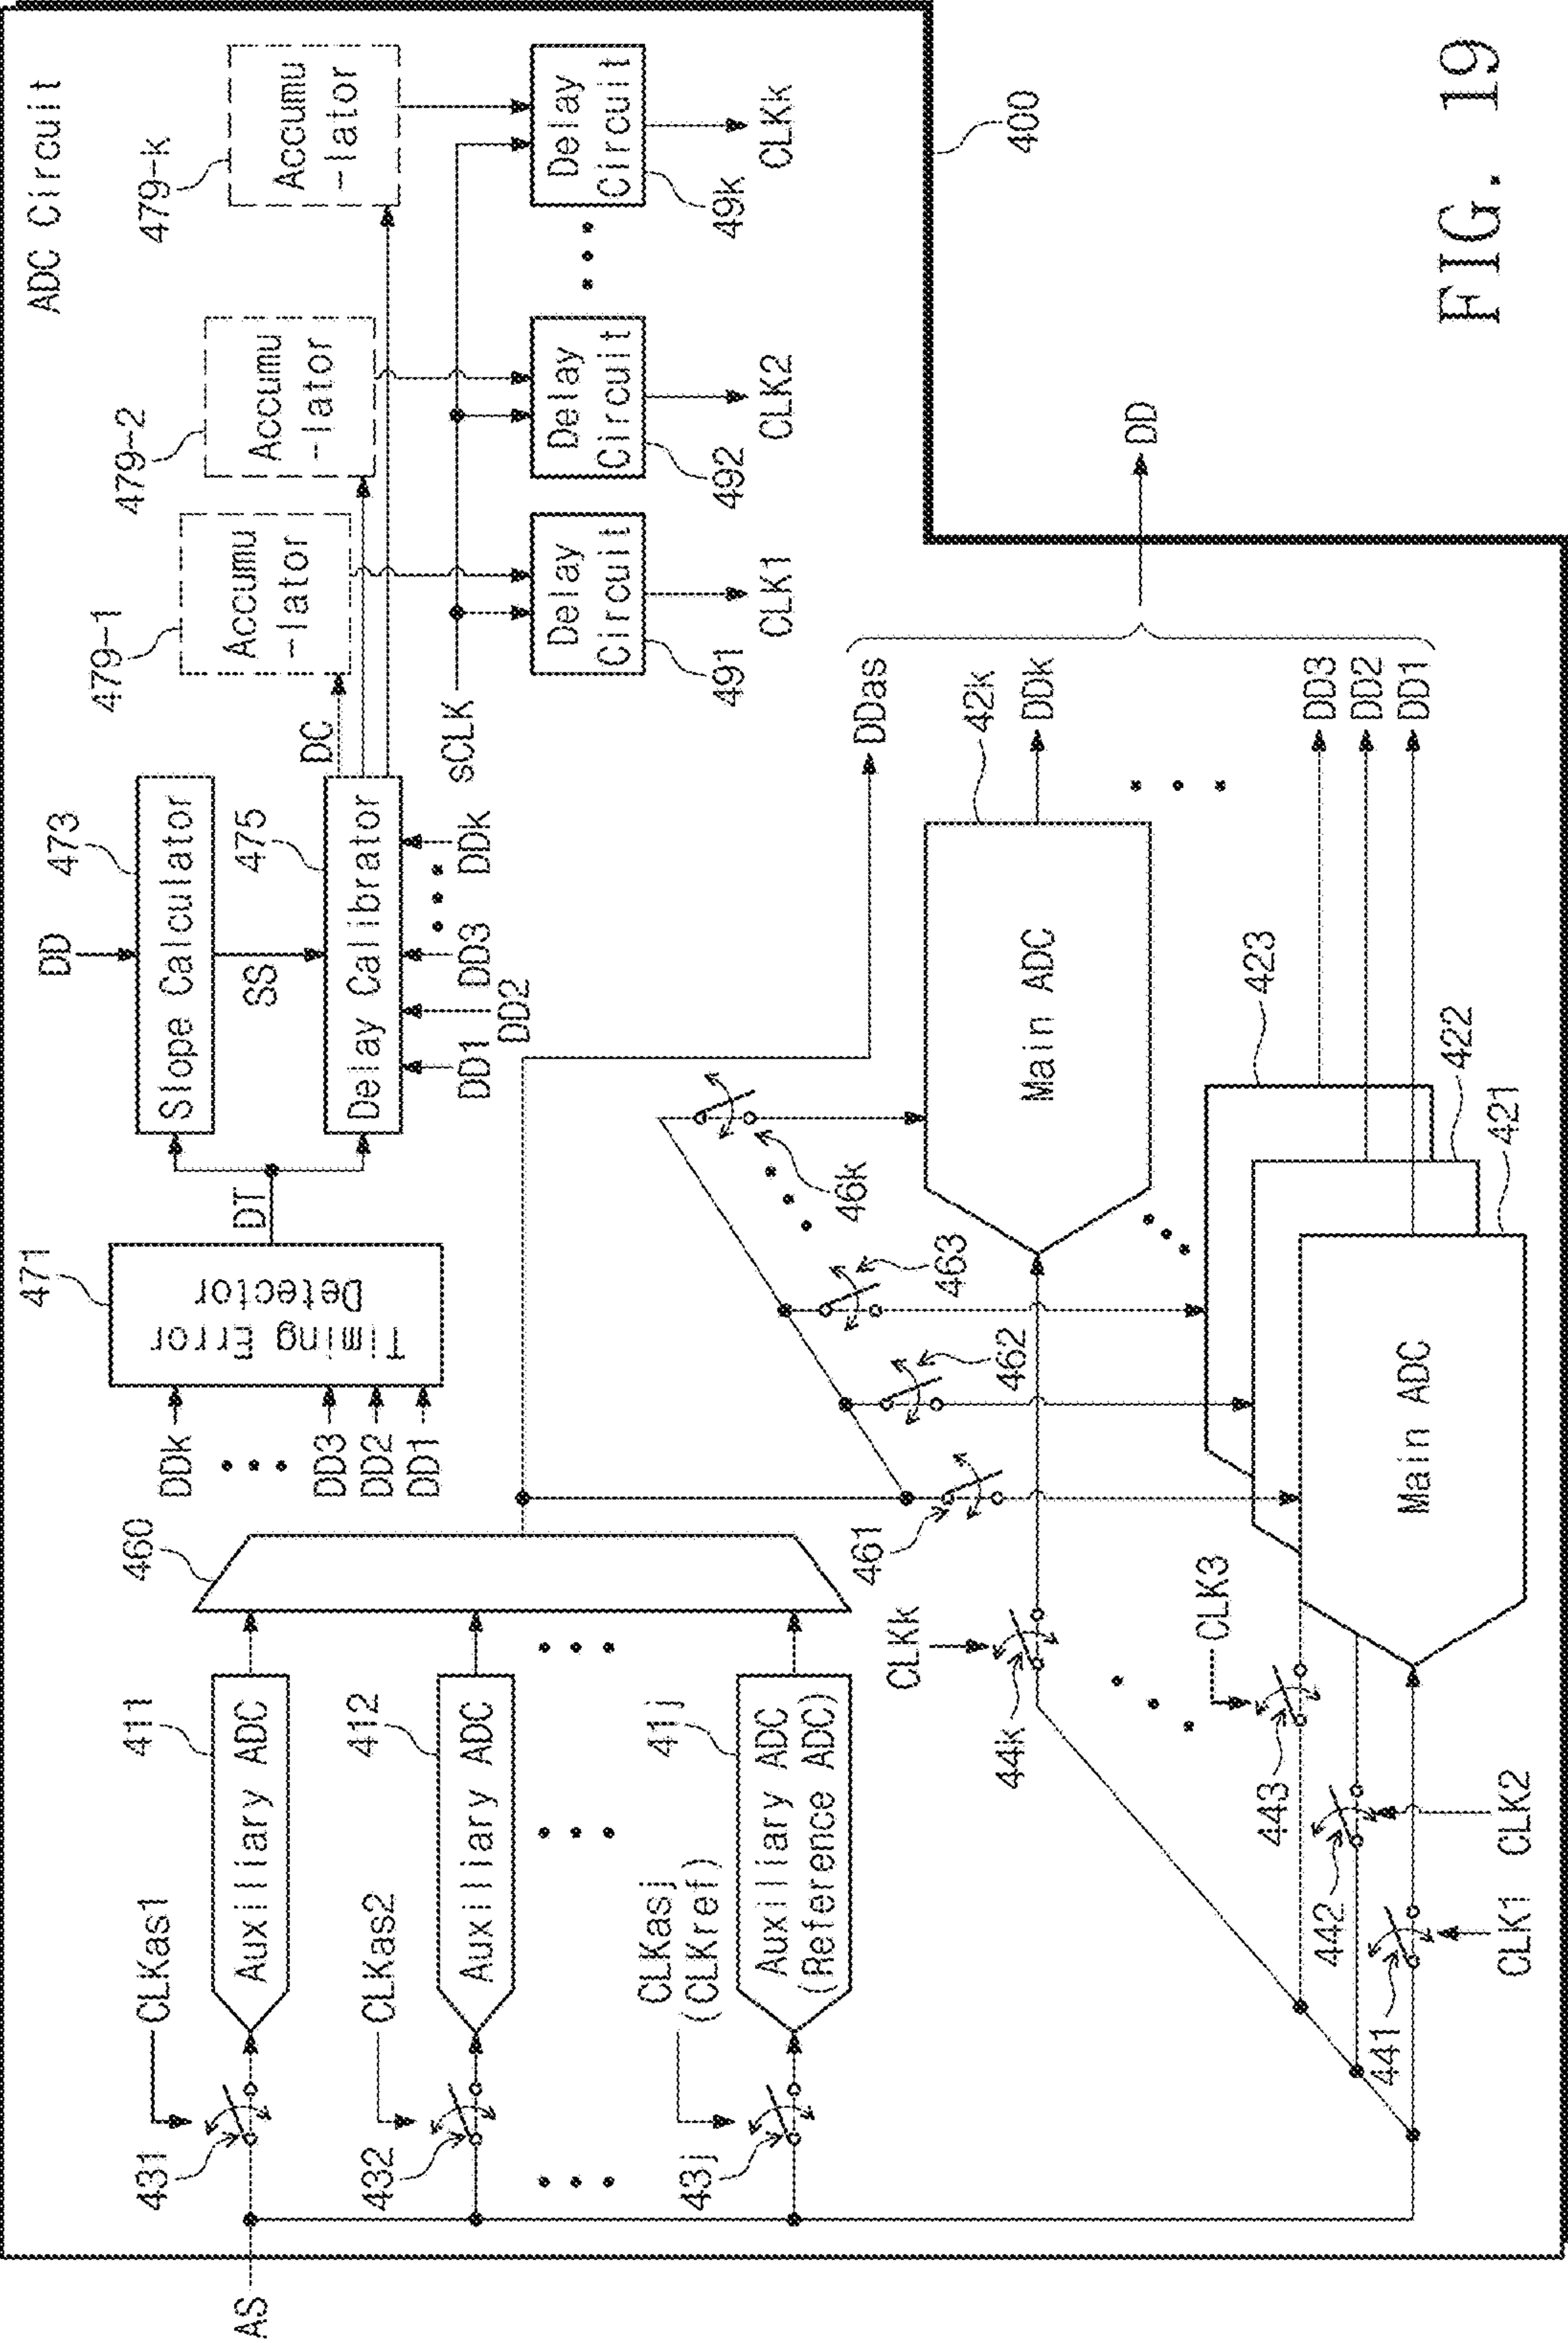 ADC Circuit
479-k
Accumu
-lator
479-2
Accumu
-lator
479-1
Accumu
-lator
DD
473
Slope Calculator
SS
475
Delay Calibrator
DC
DD1
DD2
DD3
DDk
471
Timing Error
Detector
DT
DDk
DD3
DD2
DD1
sCLK
Delay
Circuit
491
CLK1
Delay
Circuit
492
CLK2
Delay
Circuit
49k
CLKk
400
AS
CLKas1
431
411
Auxiliary ADC
CLKas2
432
412
Auxiliary ADC
CLKasj
(CLKref)
43j
41j
Auxiliary ADC
(Reference ADC)
460
461
462
463
46k
DDas
CLKk
44k
Main ADC
42k
DDk
CLK3
443
423
DD3
442
CLK2
422
DD2
441
CLK1
Main ADC
421
DD1
DD
FIG. 19